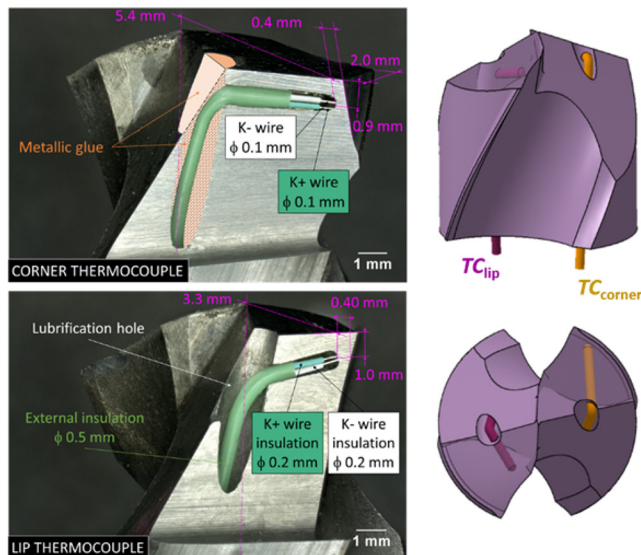 5.4 mm
0.4 mm
2.0 mm
0.9 mm
K- wire
ϕ 0.1 mm
Metallic glue
K+ wire
ϕ 0.1 mm
1 mm
CORNER THERMOCOUPLE
TClip
TCcorner
3.3 mm
0.40 mm
Lubrification hole
1.0 mm
External insulation
ϕ 0.5 mm
K+ wire
insulation
ϕ 0.2 mm
K- wire
insulation
ϕ 0.2 mm
1 mm
LIP THERMOCOUPLE